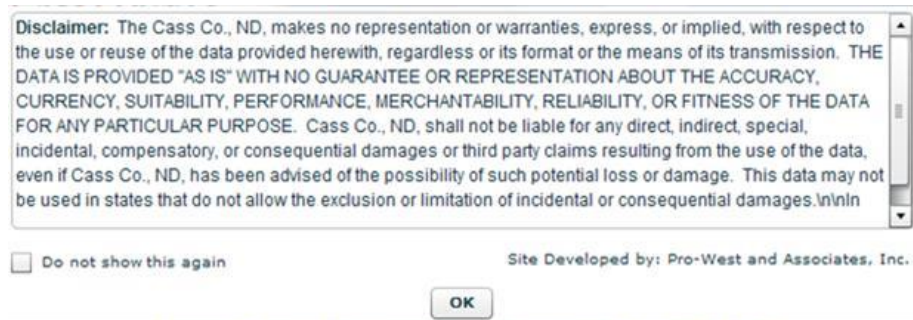 Disclaimer: The Cass Co., ND, makes no representation or warranties, express, or implied, with respect to
the use or reuse of the data provided herewith, regardless or its format or the means of its transmission. THE
DATA IS PROVIDED "AS IS" WITH NO GUARANTEE OR REPRESENTATION ABOUT THE ACCURACY,
CURRENCY, SUITABILITY, PERFORMANCE, MERCHANTABILITY, RELIABILITY, OR FITNESS OF THE DATA
FOR ANY PARTICULAR PURPOSE. Cass Co., ND, shall not be liable for any direct, indirect, special,
incidental, compensatory, or consequential damages or third party claims resulting from the use of the data,
even if Cass Co., ND, has been advised of the possibility of such potential loss or damage. This data may not
be used in states that do not allow the exclusion or limitation of incidental or consequential damages.\n\nIn
Do not show this again
Site Developed by: Pro-West and Associates, Inc.
OK